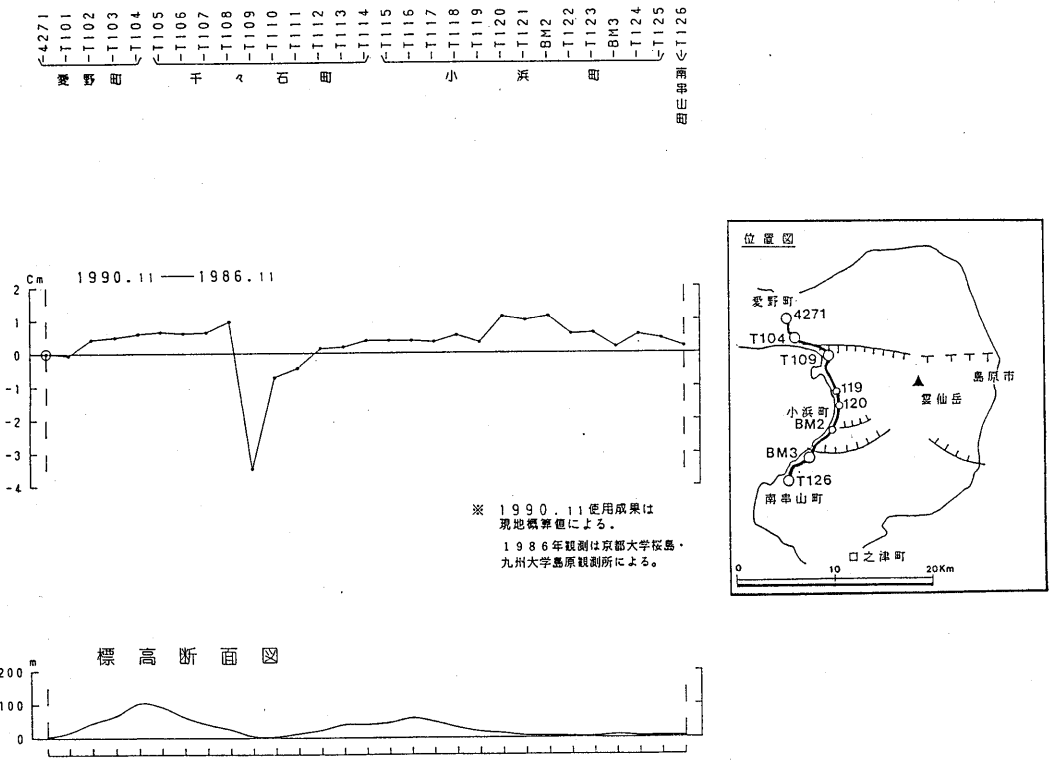 4271
T101
T102
T103
T104
T105
T106
T107
T108
T109
T110
T111
T112
T113
T114
T115
T116
T117
T118
T119
T120
T121
BM2
T122
T123
BM3
T124
T125
T126
愛野町
千々石町
小浜町
南串山町
Cm
1990.11 —— 1986.11
2
1
0
-1
-2
-3
-4
※ 1990.11使用成果は
現地概算値による。
1986年観測は京都大学桜島・
九州大学島原観測所による。
位置図
愛野町
4271
T104
T109
島原市
雲仙岳
119
120
小浜町
BM2
BM3
T126
南串山町
口之津町
0 10 20Km
標高断面図
m
200
100
0